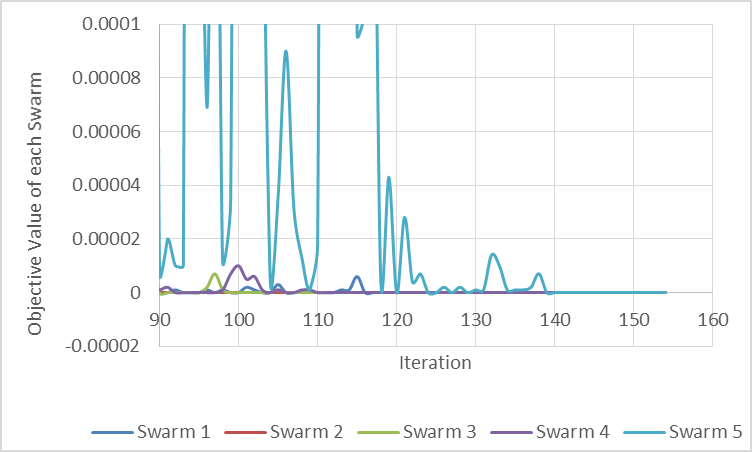 0.0001
0.00008
0.00006
0.00004
0.00002
0
-0.00002
Objective Value of each Swarm
90 100 110 120 130 140 150 160
Iteration
Swarm 1 Swarm 2 Swarm 3 Swarm 4 Swarm 5